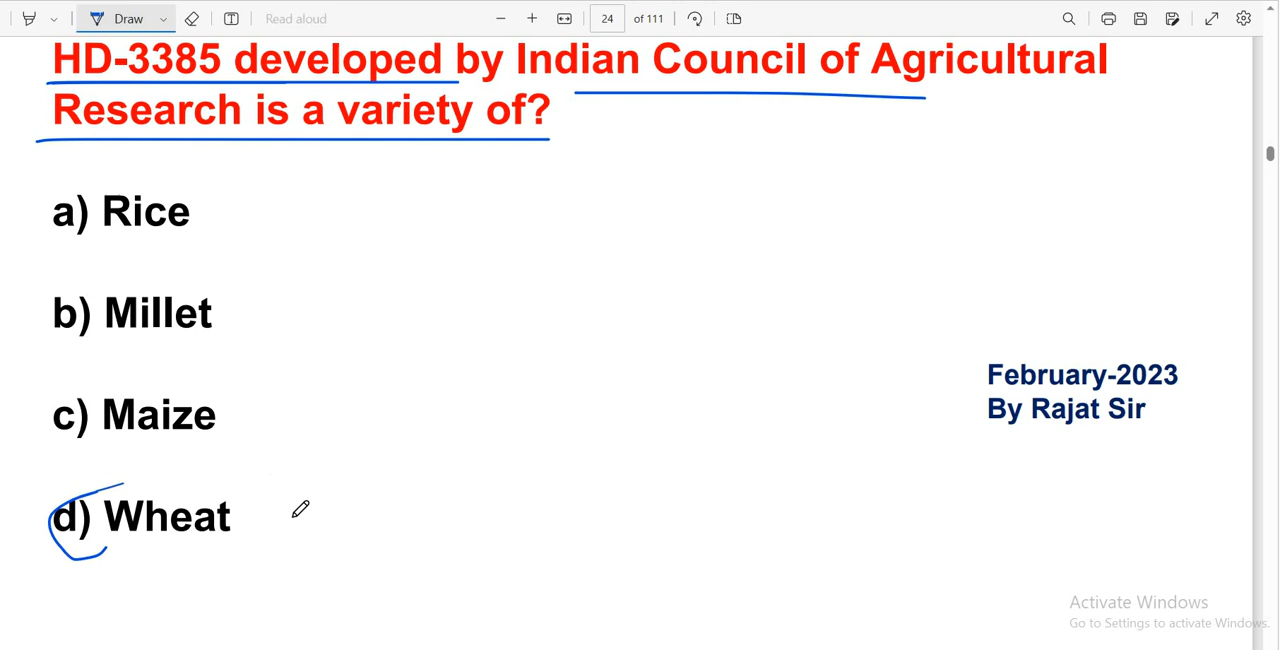 Draw
Read aloud
24 of 111
HD-3385 developed by Indian Council of Agricultural
Research is a variety of?
a) Rice
b) Millet
c) Maize
d) Wheat
February-2023
By Rajat Sir
Activate Windows
Go to Settings to activate Windows.